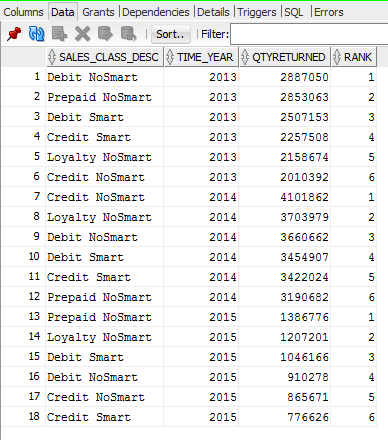 Columns Data Grants Dependencies Details Triggers SQL Errors
Sort.. Filter:
SALES_CLASS_DESC TIME_YEAR QTYRETURNED RANK
1 Debit NoSmart 2013 2887050 1
2 Prepaid NoSmart 2013 2853063 2
3 Debit Smart 2013 2507153 3
4 Credit Smart 2013 2257508 4
5 Loyalty NoSmart 2013 2158674 5
6 Credit NoSmart 2013 2010392 6
7 Credit NoSmart 2014 4101862 1
8 Loyalty NoSmart 2014 3703979 2
9 Debit NoSmart 2014 3660662 3
10 Debit Smart 2014 3454907 4
11 Credit Smart 2014 3422024 5
12 Prepaid NoSmart 2014 3190682 6
13 Prepaid NoSmart 2015 1386776 1
14 Loyalty NoSmart 2015 1207201 2
15 Debit Smart 2015 1046166 3
16 Debit NoSmart 2015 910278 4
17 Credit NoSmart 2015 865671 5
18 Credit Smart 2015 776626 6